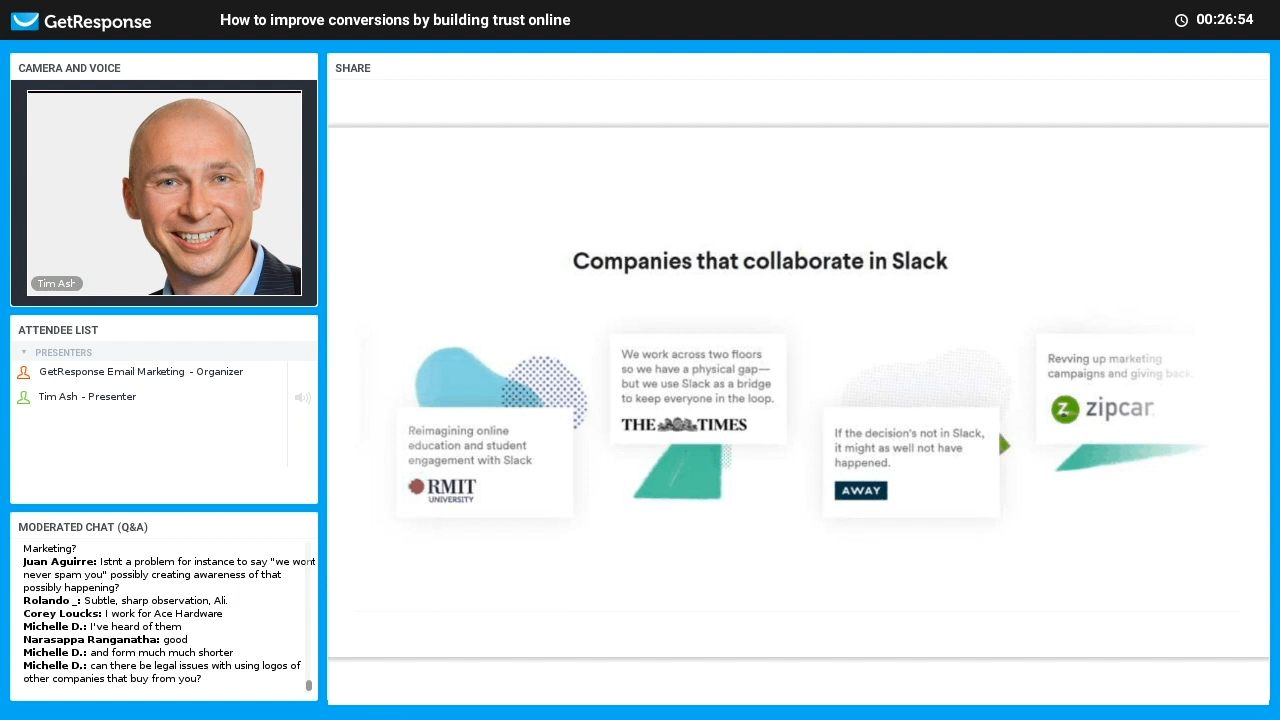 GetResponse
How to improve conversions by building trust online
00:26:54
CAMERA AND VOICE
Tim Ash
ATTENDEE LIST
PRESENTERS
GetResponse Email Marketing - Organizer
Tim Ash - Presenter
MODERATED CHAT (Q&A)
Marketing?
Juan Aguirre: Istnt a problem for instance to say "we wont
never spam you" possibly creating awareness of that
possibly happening?
Rolando _: Subtle, sharp observation, Ali.
Corey Loucks: I work for Ace Hardware
Michelle D.: I've heard of them
Narasappa Ranganatha: good
Michelle D.: and form much much shorter
Michelle D.: can there be legal issues with using logos of
other companies that buy from you?
SHARE
Companies that collaborate in Slack
Reimagining online
education and student
engagement with Slack
RMIT
UNIVERSITY
We work across two floors
so we have a physical gap—
but we use Slack as a bridge
to keep everyone in the loop.
THE TIMES
If the decision's not in Slack,
it might as well not have
happened.
AWAY
Revving up marketing
campaigns and giving back.
Z zipcar.